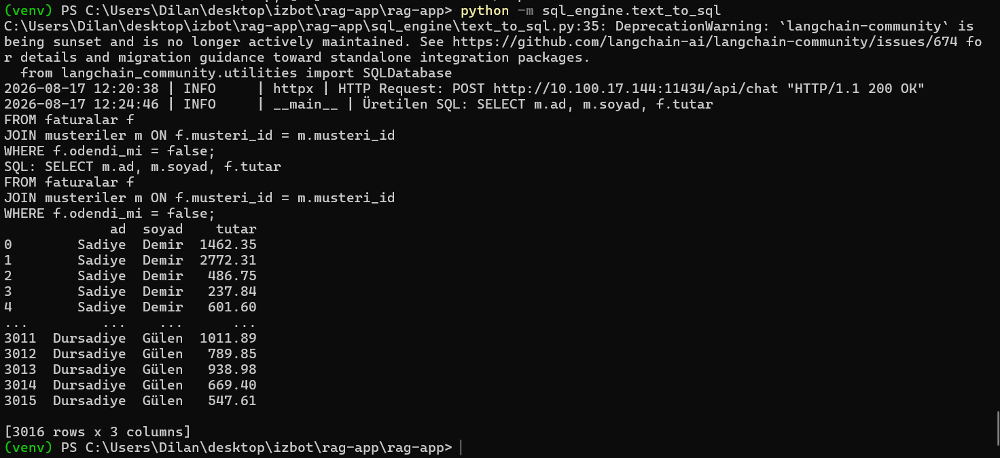 (venv) PS C:\Users\Dilan\desktop\izbot\rag-app\rag-app> python -m sql_engine.text_to_sql
C:\Users\Dilan\desktop\izbot\rag-app\rag-app\sql_engine\text_to_sql.py:35: DeprecationWarning: `langchain-community` is
being sunset and is no longer actively maintained. See https://github.com/langchain-ai/langchain-community/issues/674 fo
r details and migration guidance toward standalone integration packages.
  from langchain_community.utilities import SQLDatabase
2026-08-17 12:20:38 | INFO     | httpx | HTTP Request: POST http://10.100.17.144:11434/api/chat "HTTP/1.1 200 OK"
2026-08-17 12:24:46 | INFO     | __main__ | Üretilen SQL: SELECT m.ad, m.soyad, f.tutar
FROM faturalar f
JOIN musteriler m ON f.musteri_id = m.musteri_id
WHERE f.odendi_mi = false;
SQL: SELECT m.ad, m.soyad, f.tutar
FROM faturalar f
JOIN musteriler m ON f.musteri_id = m.musteri_id
WHERE f.odendi_mi = false;
             ad  soyad    tutar
0        Sadiye  Demir  1462.35
1        Sadiye  Demir  2772.31
2        Sadiye  Demir   486.75
3        Sadiye  Demir   237.84
4        Sadiye  Demir   601.60
...         ...    ...      ...
3011  Dursadiye  Gülen  1011.89
3012  Dursadiye  Gülen   789.85
3013  Dursadiye  Gülen   938.98
3014  Dursadiye  Gülen   669.40
3015  Dursadiye  Gülen   547.61

[3016 rows x 3 columns]
(venv) PS C:\Users\Dilan\desktop\izbot\rag-app\rag-app>